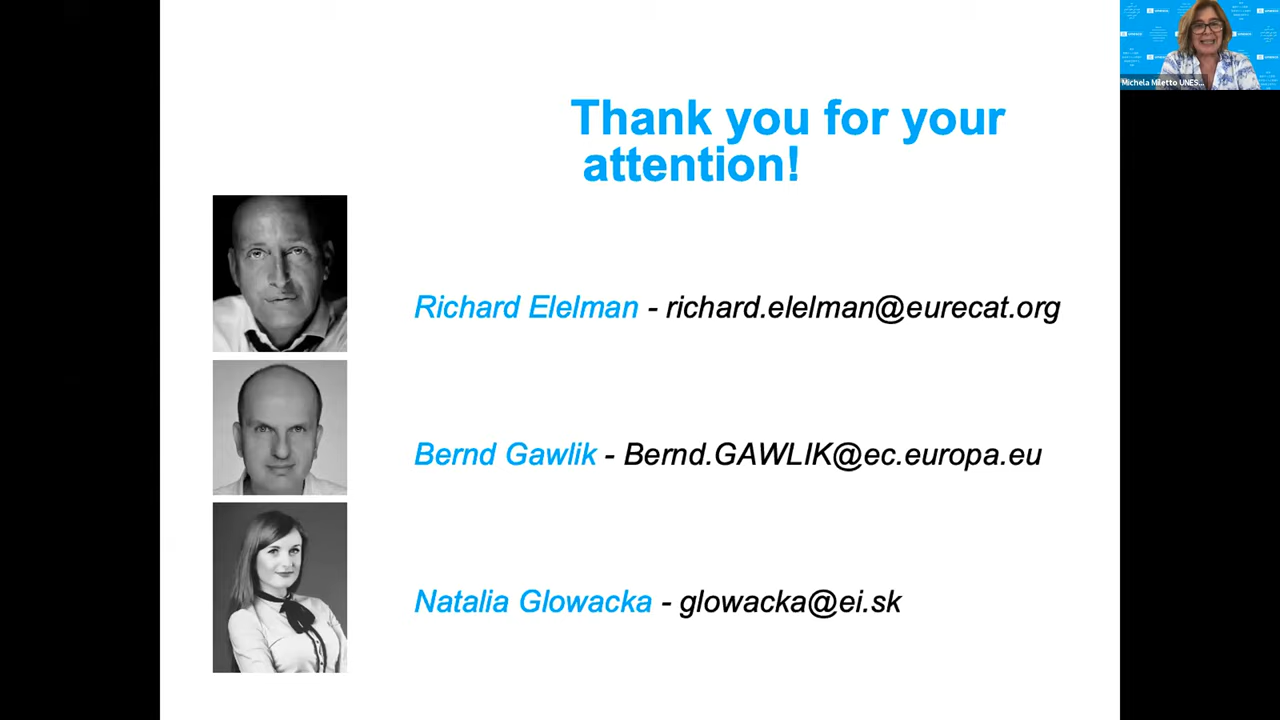 Thank you for your
attention!
Richard Elelman - richard.elelman@eurecat.org
Bernd Gawlik - Bernd.GAWLIK@ec.europa.eu
Natalia Glowacka - glowacka@ei.sk
Michela Miletto UNES...